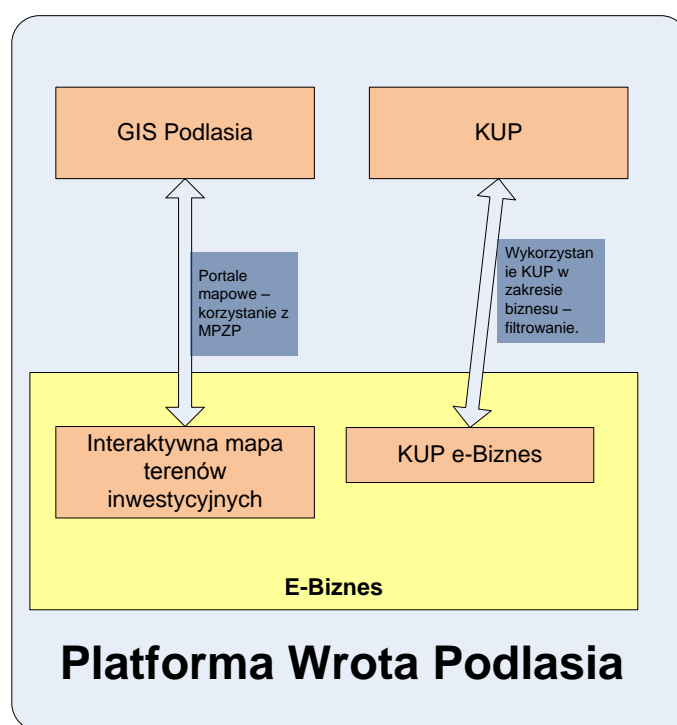 GIS Podlasia
KUP
Portale
mapowe –
korzystanie z
MPZP
Wykorzystan
ie KUP w
zakresie
biznesu –
filtrowanie.
Interaktywna mapa
terenów
inwestycyjnych
KUP e-Biznes
E-Biznes
Platforma Wrota Podlasia